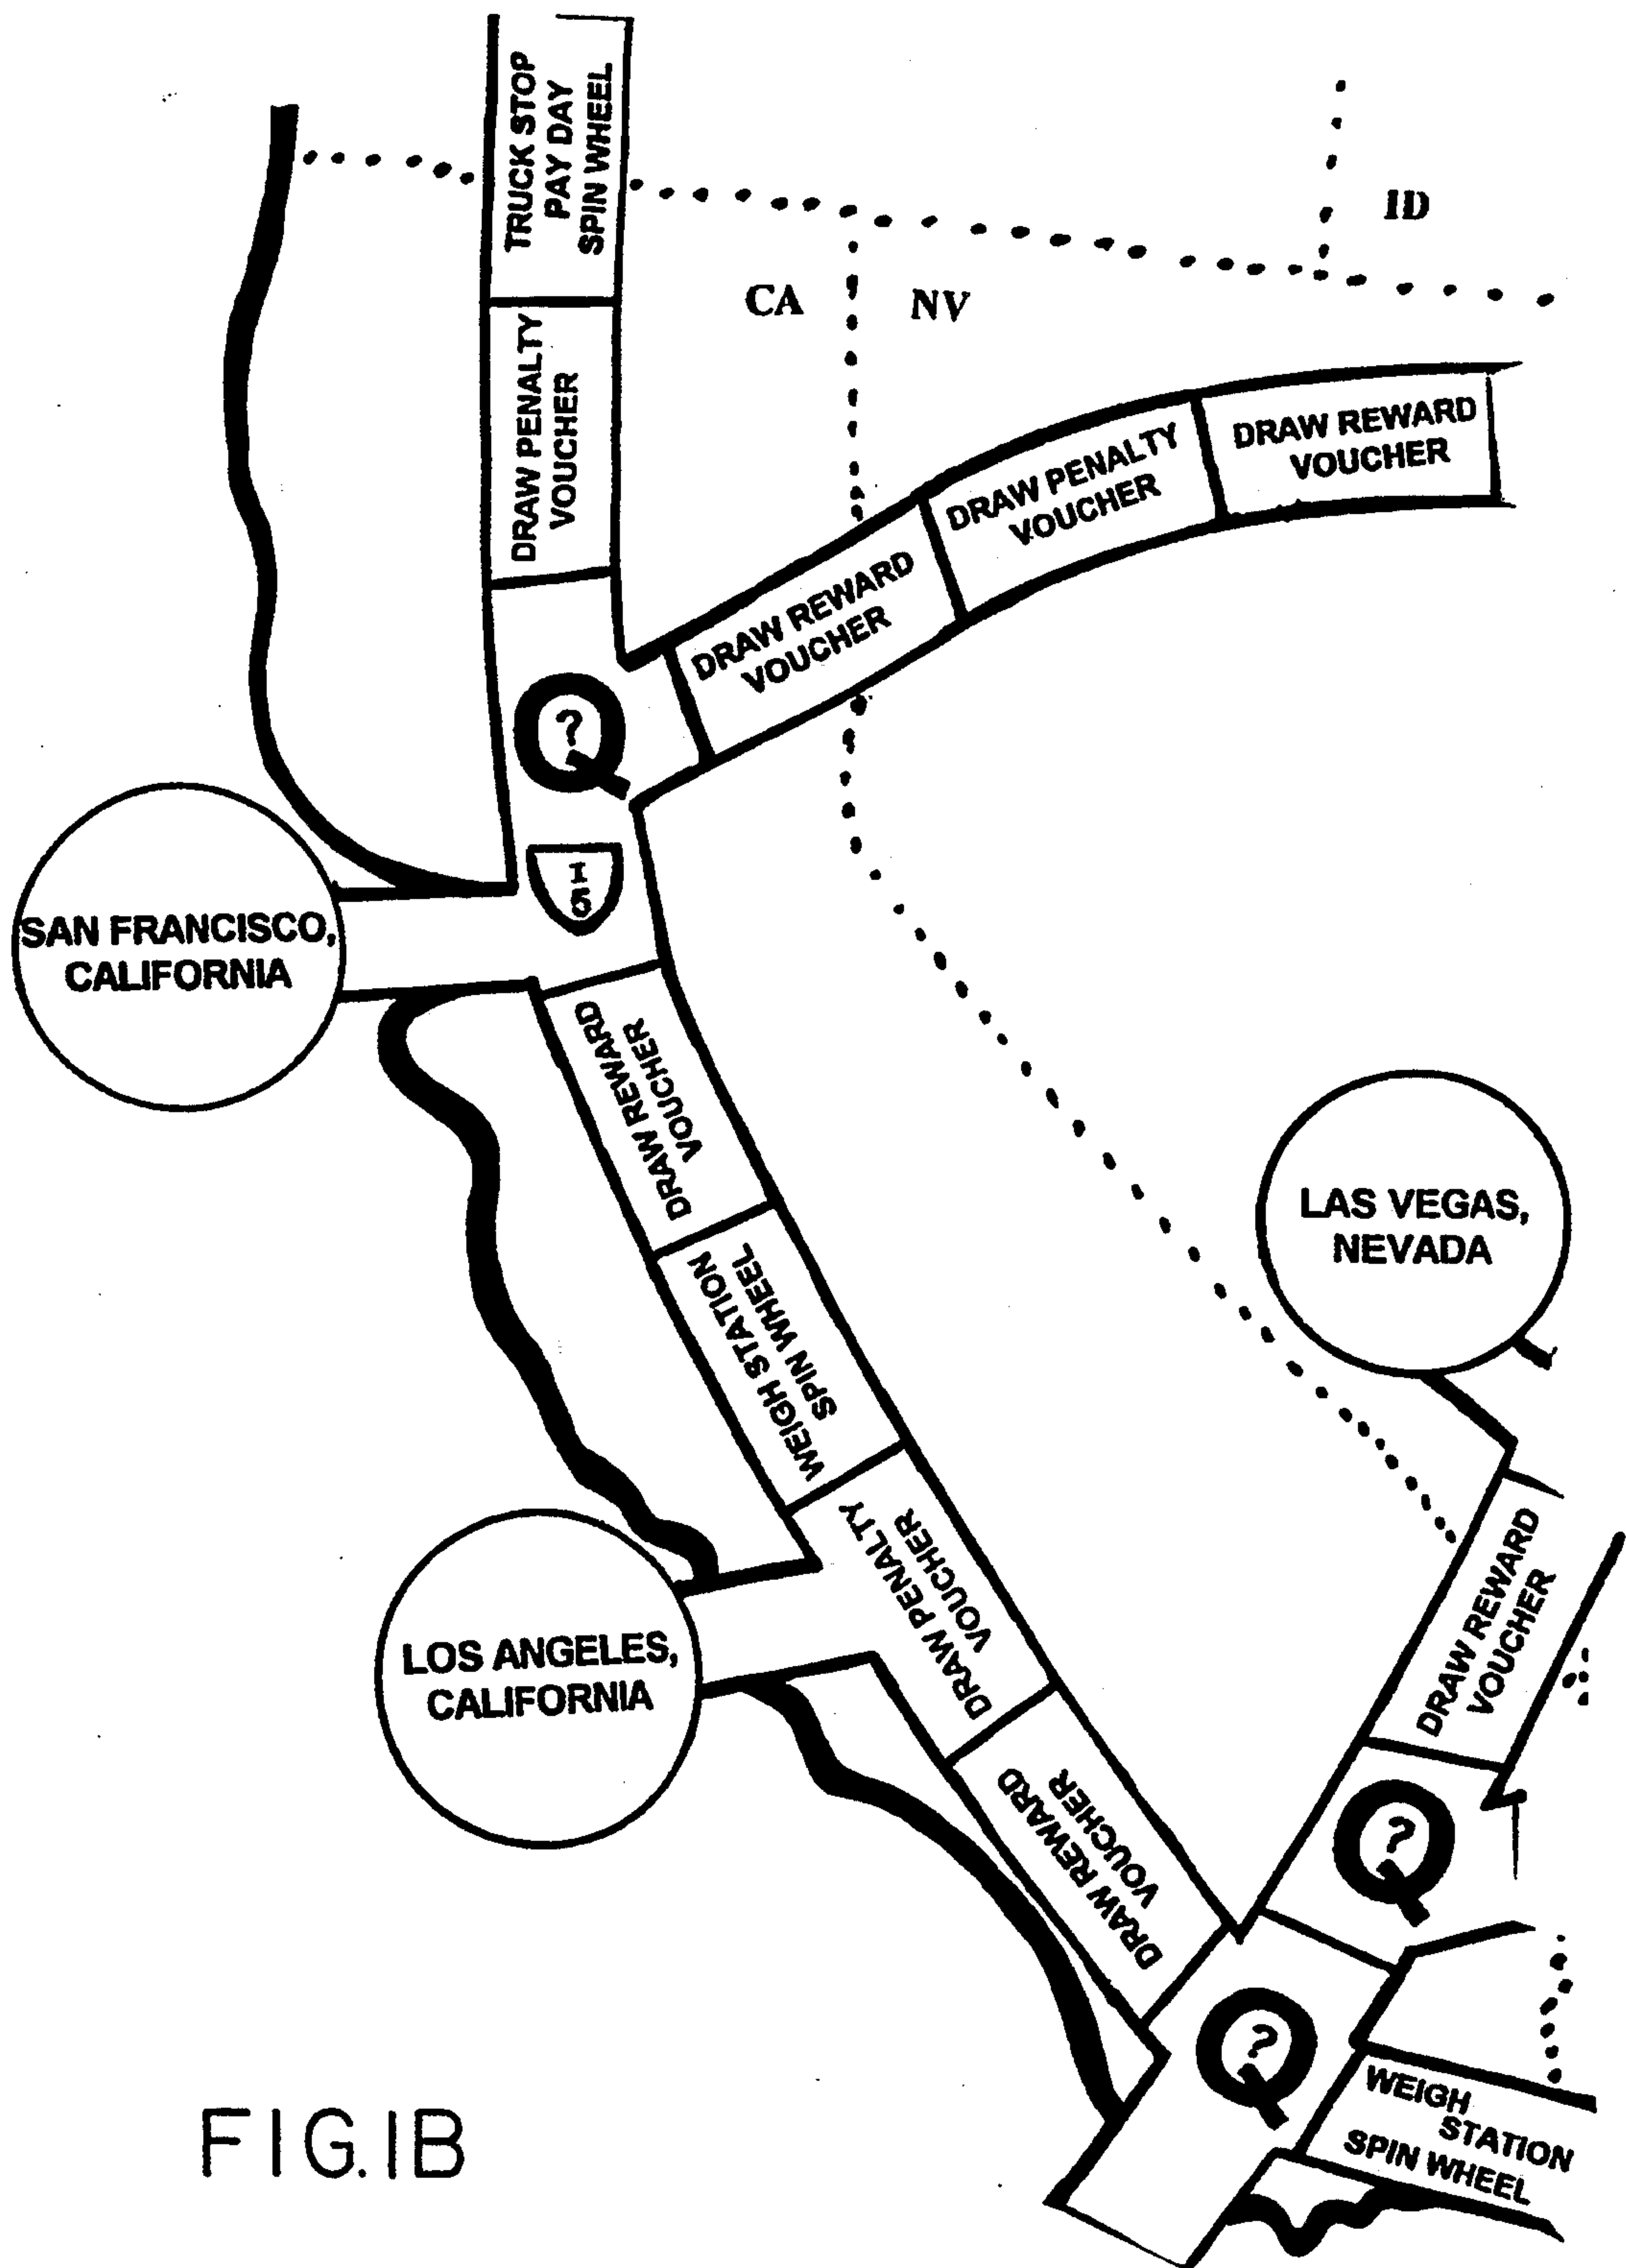 TRUCK STOP
PAY DAY
SPIN WHEEL
ID
CA
NV
DRAW PENALTY
VOUCHER
DRAW REWARD
VOUCHER
DRAW PENALTY
VOUCHER
DRAW REWARD
VOUCHER
Q
?
I
5
SAN FRANCISCO,
CALIFORNIA
DRAW REWARD
VOUCHER
LAS VEGAS,
NEVADA
WEIGH STATION
SPIN WHEEL
DRAW PENALTY
VOUCHER
LOS ANGELES,
CALIFORNIA
DRAW REWARD
VOUCHER
DRAW REWARD
VOUCHER
Q
?
Q
?
WEIGH
STATION
SPIN WHEEL
FIG.1B